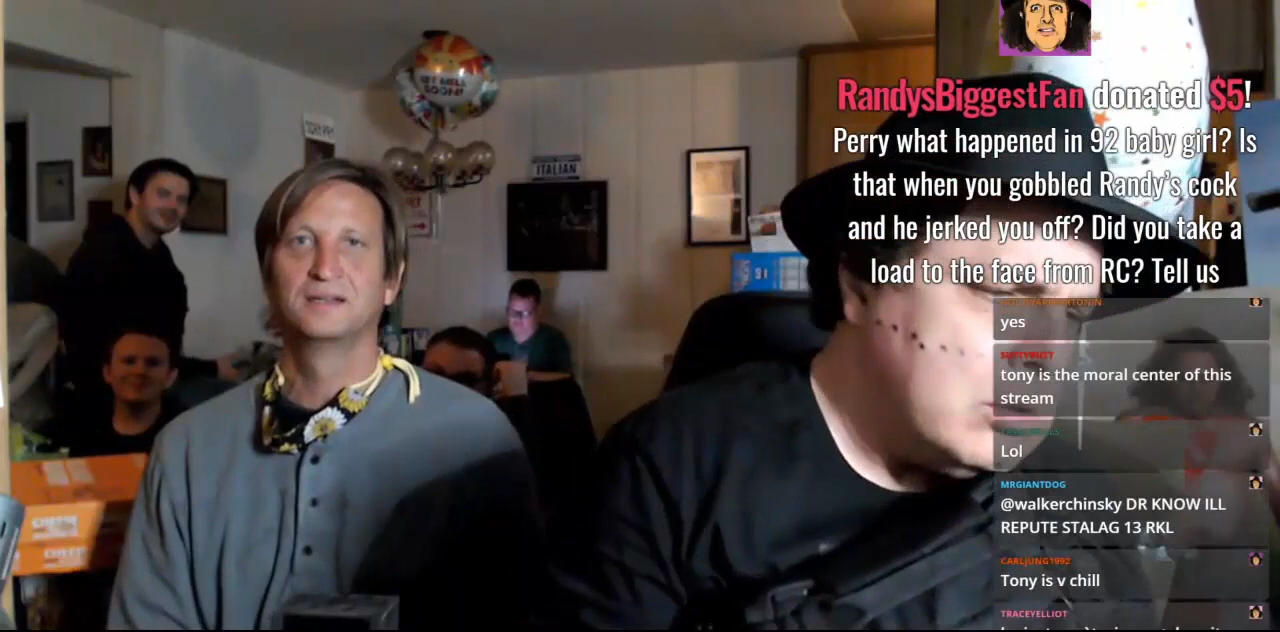 GET WELL
SOON!
ITALIAN
RandysBiggestFan donated $5!
Perry what happened in 92 baby girl? Is
that when you gobbled Randy's cock
and he jerked you off? Did you take a
load to the face from RC? Tell us
yes
tony is the moral center of this
stream
Lol
MRGIANTDOG
@walkerchinsky DR KNOW ILL
REPUTE STALAG 13 RKL
CARLJUNG1992
Tony is v chill
TRACEYELLIOT